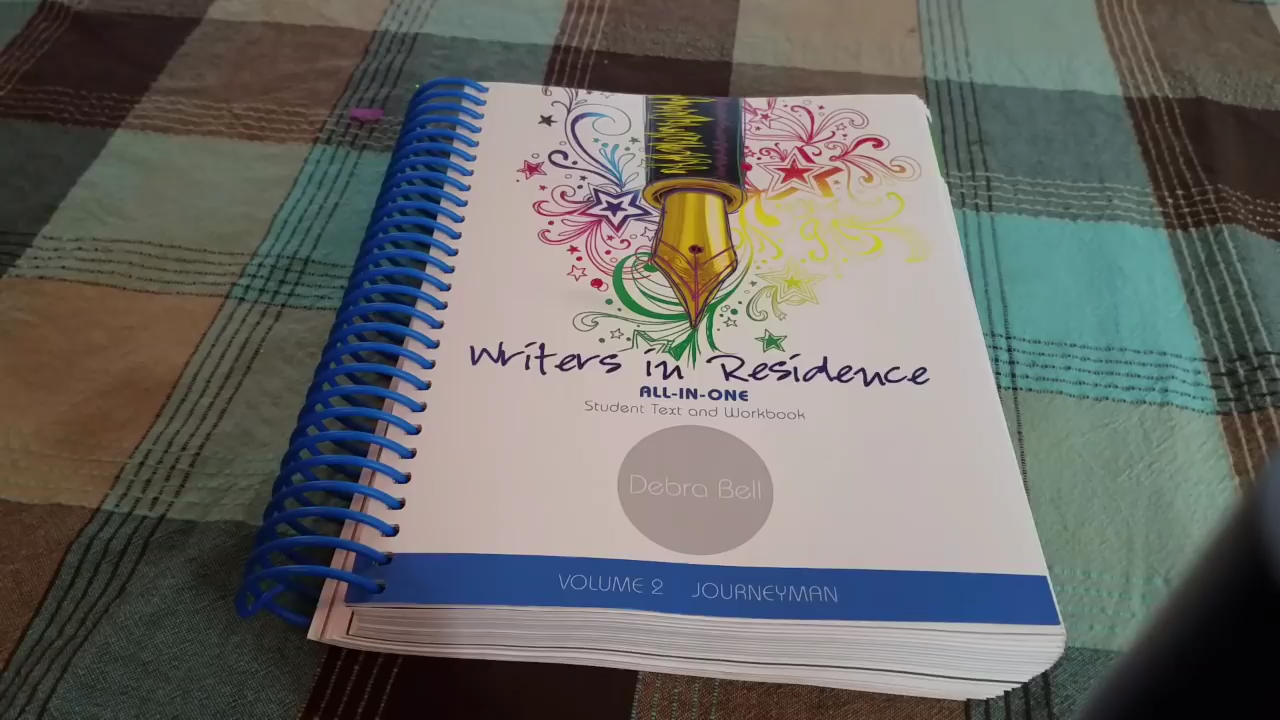 Writers in Residence
ALL-IN-ONE
Student Text and Workbook
Debra Bell
VOLUME 2 JOURNEYMAN